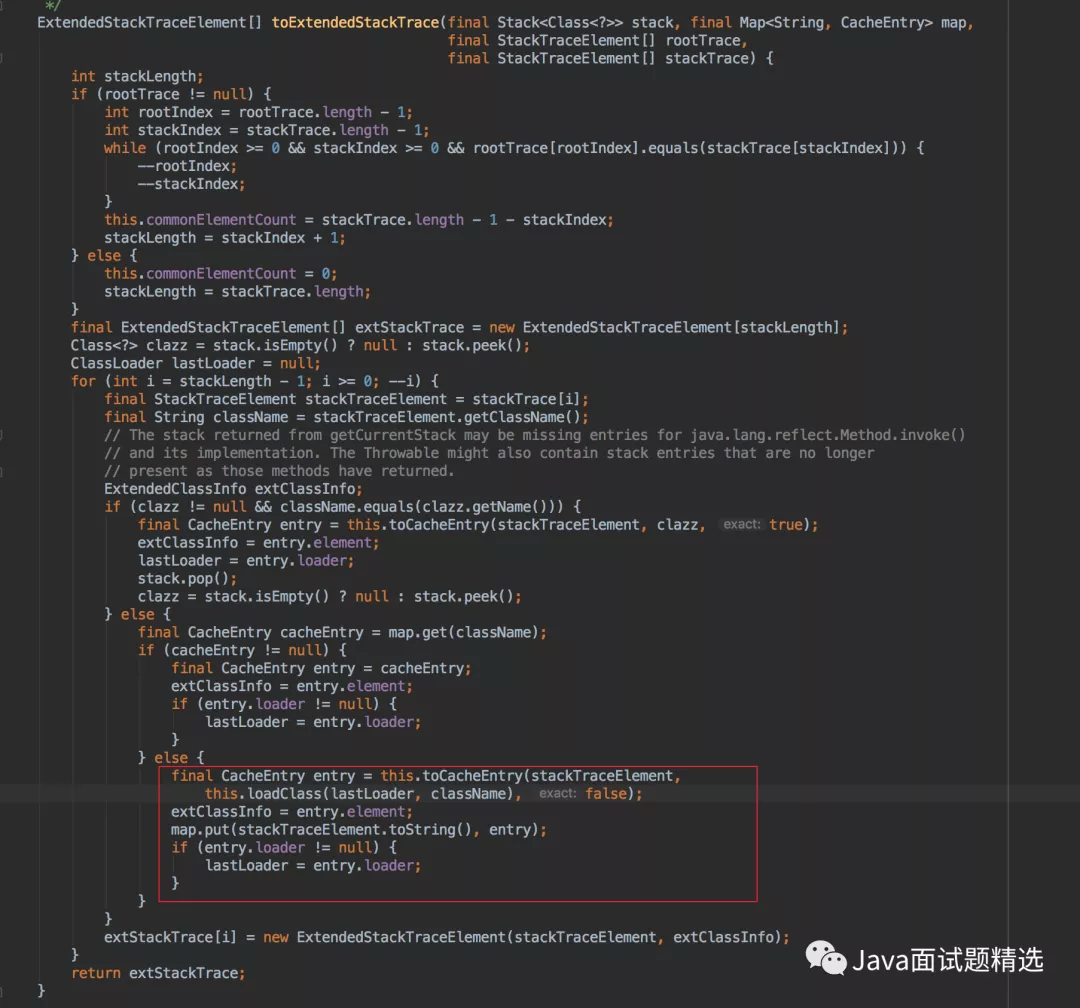 */
ExtendedStackTraceElement[] toExtendedStackTrace(final Stack<Class<?>> stack, final Map<String, CacheEntry> map,
final StackTraceElement[] rootTrace,
final StackTraceElement[] stackTrace) {
int stackLength;
if (rootTrace != null) {
int rootIndex = rootTrace.length - 1;
int stackIndex = stackTrace.length - 1;
while (rootIndex >= 0 && stackIndex >= 0 && rootTrace[rootIndex].equals(stackTrace[stackIndex])) {
--rootIndex;
--stackIndex;
}
this.commonElementCount = stackTrace.length - 1 - stackIndex;
stackLength = stackIndex + 1;
} else {
this.commonElementCount = 0;
stackLength = stackTrace.length;
}
final ExtendedStackTraceElement[] extStackTrace = new ExtendedStackTraceElement[stackLength];
Class<?> clazz = stack.isEmpty() ? null : stack.peek();
ClassLoader lastLoader = null;
for (int i = stackLength - 1; i >= 0; --i) {
final StackTraceElement stackTraceElement = stackTrace[i];
final String className = stackTraceElement.getClassName();
// The stack returned from getCurrentStack may be missing entries for java.lang.reflect.Method.invoke()
// and its implementation. The Throwable might also contain stack entries that are no longer
// present as those methods have returned.
ExtendedClassInfo extClassInfo;
if (clazz != null && className.equals(clazz.getName())) {
final CacheEntry entry = this.toCacheEntry(stackTraceElement, clazz, exact: true);
extClassInfo = entry.element;
lastLoader = entry.loader;
stack.pop();
clazz = stack.isEmpty() ? null : stack.peek();
} else {
final CacheEntry cacheEntry = map.get(className);
if (cacheEntry != null) {
final CacheEntry entry = cacheEntry;
extClassInfo = entry.element;
if (entry.loader != null) {
lastLoader = entry.loader;
}
} else {
final CacheEntry entry = this.toCacheEntry(stackTraceElement,
this.loadClass(lastLoader, className), exact: false);
extClassInfo = entry.element;
map.put(stackTraceElement.toString(), entry);
if (entry.loader != null) {
lastLoader = entry.loader;
}
}
}
extStackTrace[i] = new ExtendedStackTraceElement(stackTraceElement, extClassInfo);
}
return extStackTrace;
}
Java面试题精选